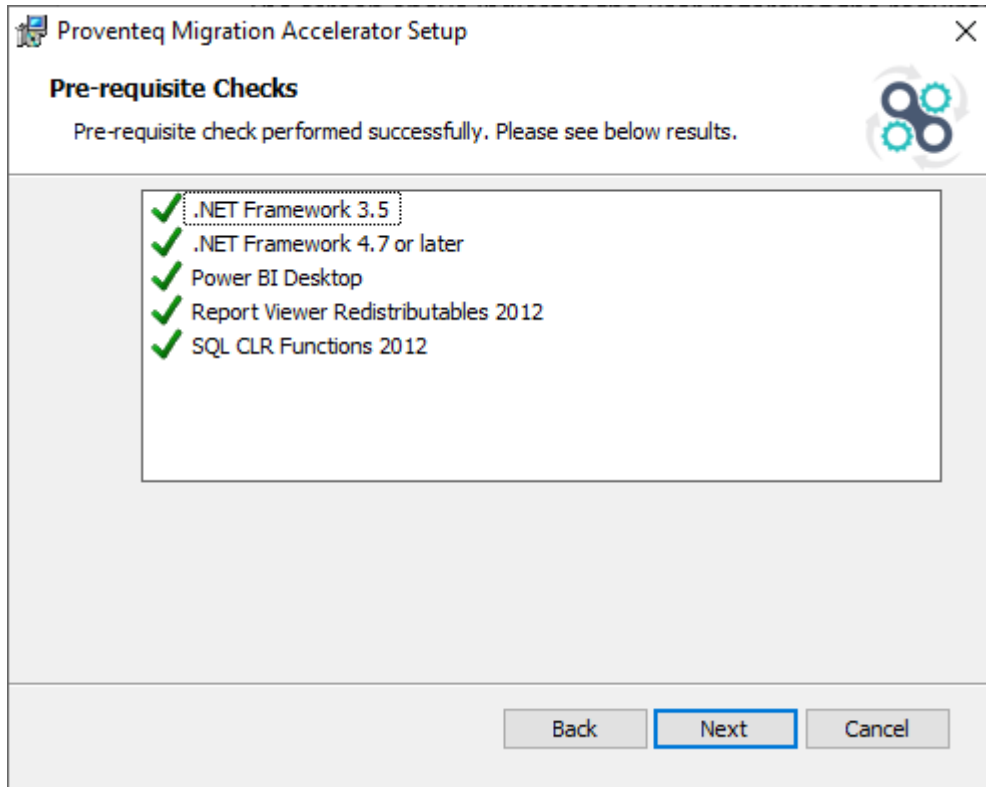 Proventeq Migration Accelerator Setup
Pre-requisite Checks
Pre-requisite check performed successfully. Please see below results.
.NET Framework 3.5
.NET Framework 4.7 or later
Power BI Desktop
Report Viewer Redistributables 2012
SQL CLR Functions 2012
Back
Next
Cancel